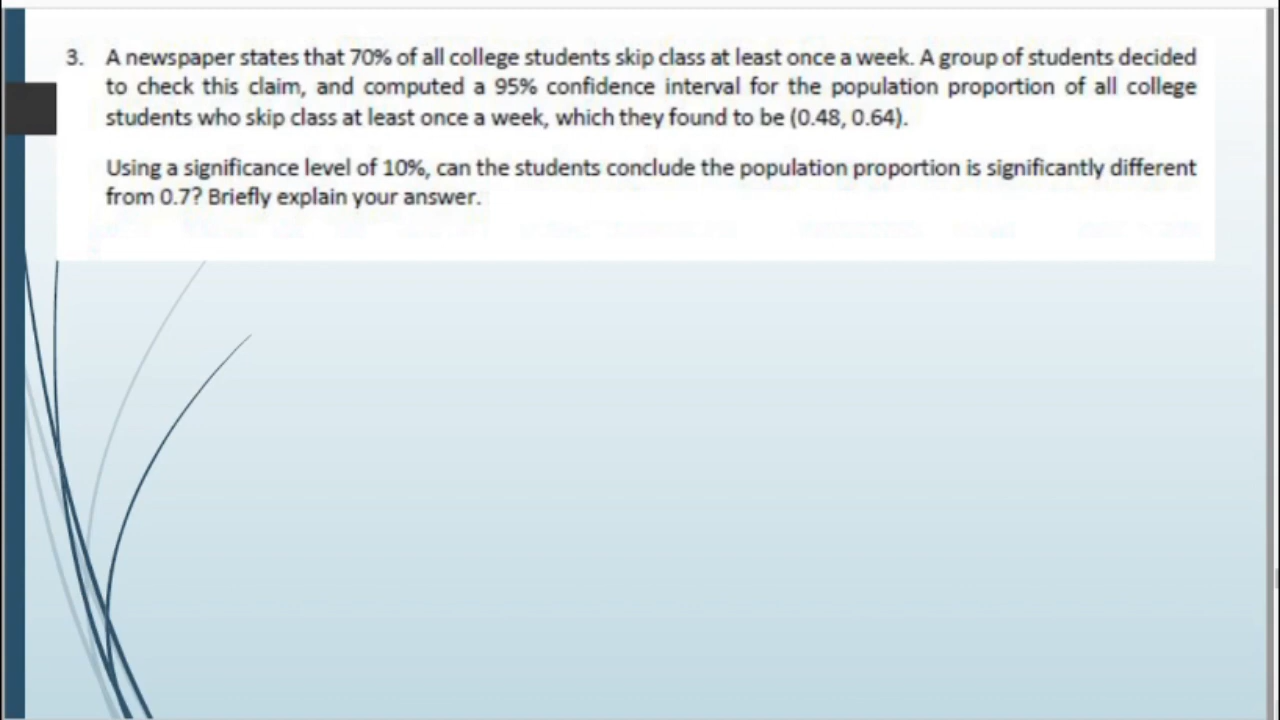 3. A newspaper states that 70% of all college students skip class at least once a week. A group of students decided
to check this claim, and computed a 95% confidence interval for the population proportion of all college
students who skip class at least once a week, which they found to be (0.48, 0.64).
Using a significance level of 10%, can the students conclude the population proportion is significantly different
from 0.7? Briefly explain your answer.